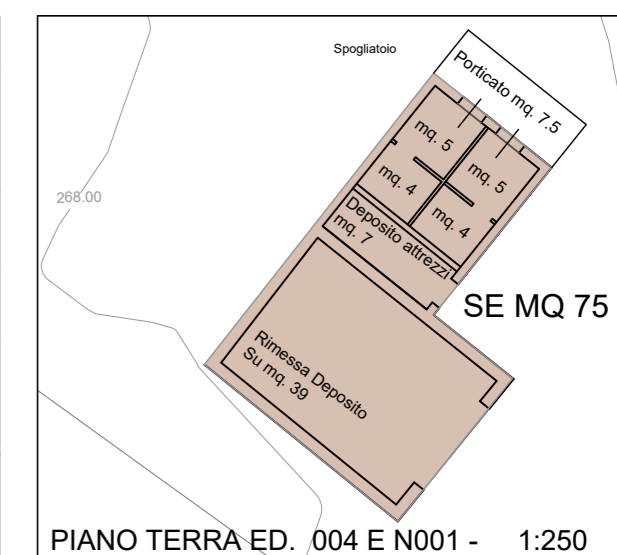 Spogliatoio
Porticato mq. 7.5
mq. 5
mq. 5
mq. 4
mq. 4
268.00
Deposito attrezzi
mq. 7
SE MQ 75
Rimessa Deposito
Su mq. 39
PIANO TERRA ED. 004 E N001 - 1:250